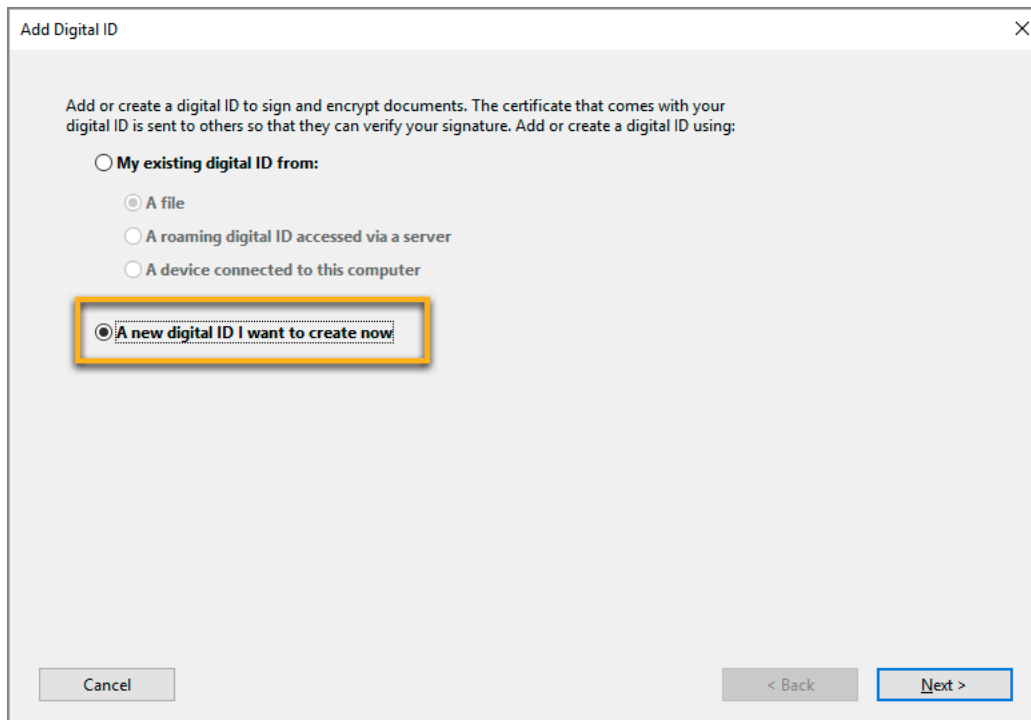 Add Digital ID
Add or create a digital ID to sign and encrypt documents. The certificate that comes with your
digital ID is sent to others so that they can verify your signature. Add or create a digital ID using:
My existing digital ID from:
A file
A roaming digital ID accessed via a server
A device connected to this computer
A new digital ID I want to create now
Cancel
< Back
Next >